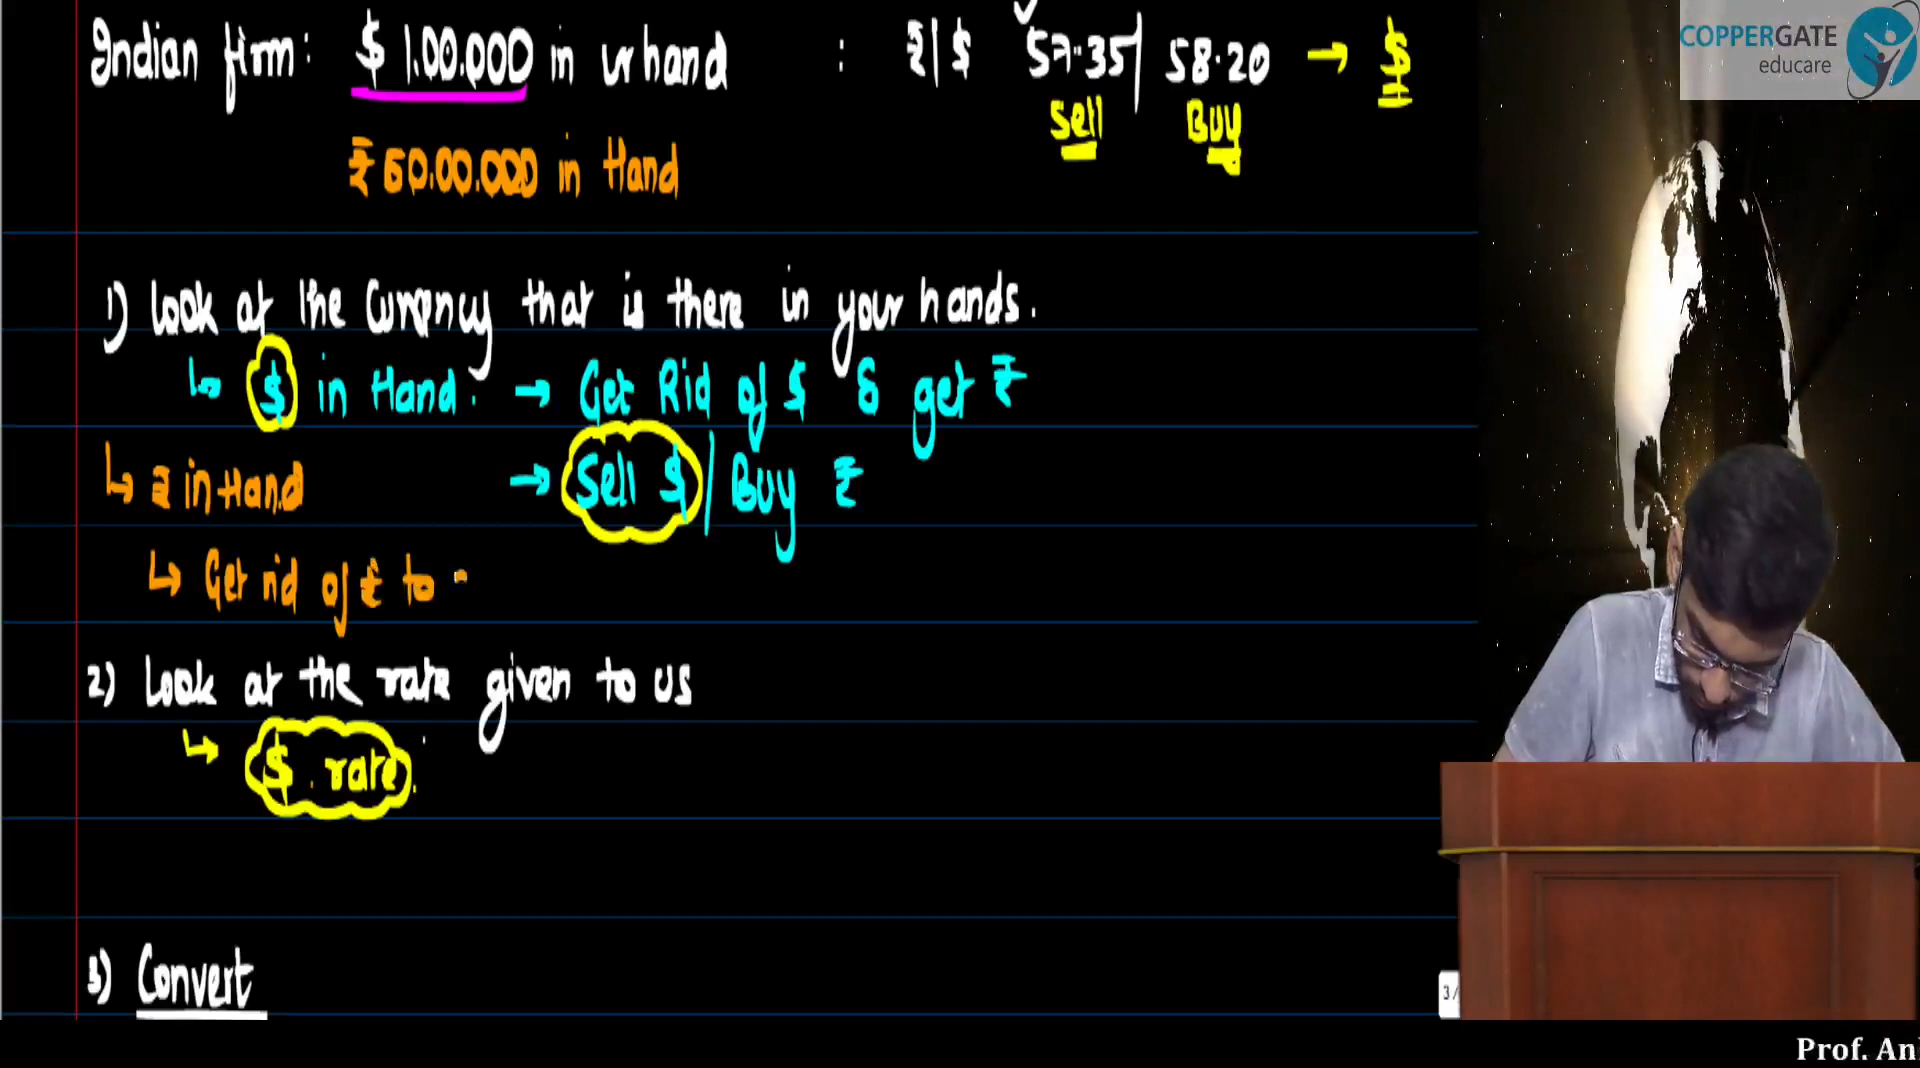 Indian firm: $ 1,00,000 in ur hand : ₹|$ 57.35| 58.20 → $
Sell Buy
₹60,00,000 in Hand
1) Look at the Currency that is there in your hands.
↳ $ in Hand. → Get Rid of $ & get ₹
↳ ₹ in Hand → Sell $ / Buy ₹
↳ Get rid of ₹ to
2) Look at the rate given to us
↳ $ rate.
3) Convert
COPPERGATE
educare
3/
Prof. An